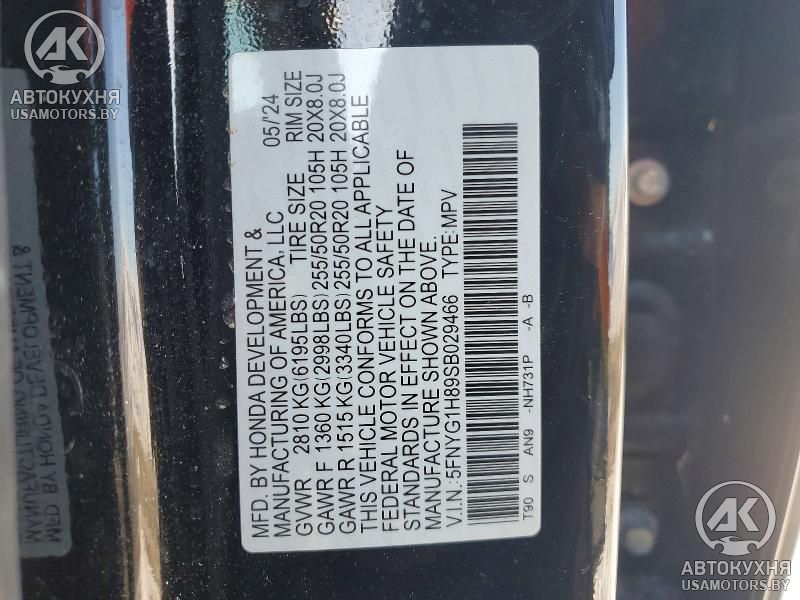 MFD. BY HONDA DEVELOPMENT & 05/'24
MANUFACTURING OF AMERICA, LLC
GVWR 2810 KG(6195LBS) TIRE SIZE RIM SIZE
GAWR F 1360 KG(2998LBS) 255/50R20 105H 20X8.0J
GAWR R 1515 KG(3340LBS) 255/50R20 105H 20X8.0J
THIS VEHICLE CONFORMS TO ALL APPLICABLE
FEDERAL MOTOR VEHICLE SAFETY
STANDARDS IN EFFECT ON THE DATE OF
MANUFACTURE SHOWN ABOVE.
V.I.N.:5FNYG1H89SB029466 TYPE:MPV
T90 S AN9 -NH731P -A -B
AK
АВТОКУХНЯ
USAMOTORS.BY
AK
АВТОКУХНЯ
USAMOTORS.BY